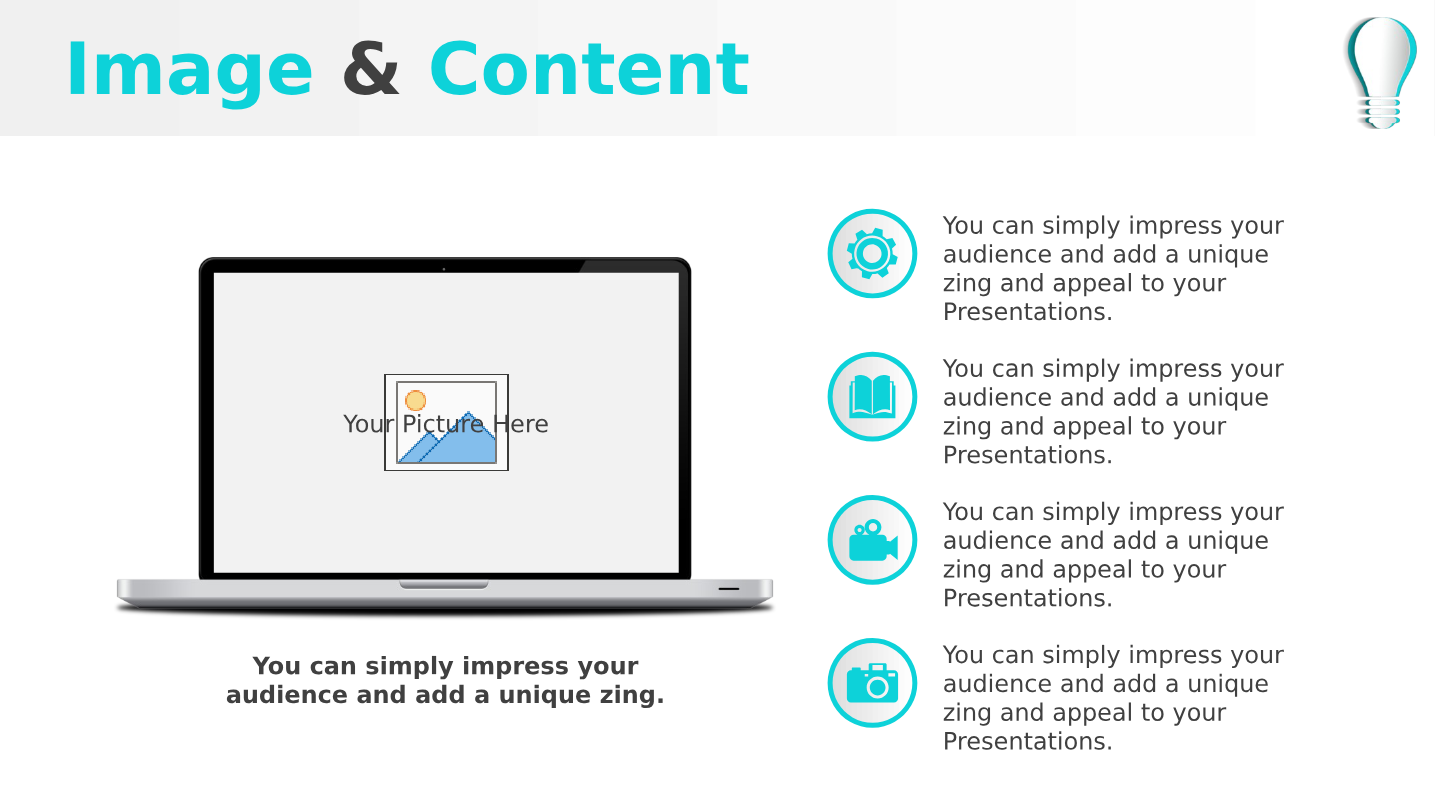 Image & Content
Your Picture Here
You can simply impress your
audience and add a unique zing.
You can simply impress your
audience and add a unique
zing and appeal to your
Presentations.
You can simply impress your
audience and add a unique
zing and appeal to your
Presentations.
You can simply impress your
audience and add a unique
zing and appeal to your
Presentations.
You can simply impress your
audience and add a unique
zing and appeal to your
Presentations.